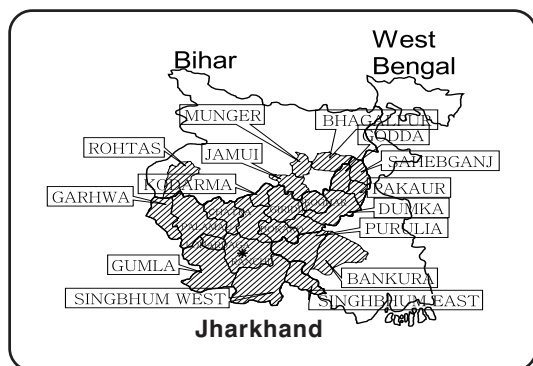 West
Bengal
Bihar
MUNGER
BHAGALPUR
GODDA
ROHTAS
JAMUI
SAHEBGANJ
KODARMA
PAKAUR
GARHWA
DUMKA
PURULIA
GUMLA
BANKURA
SINGBHUM WEST
SINGHBHUM EAST
Jharkhand